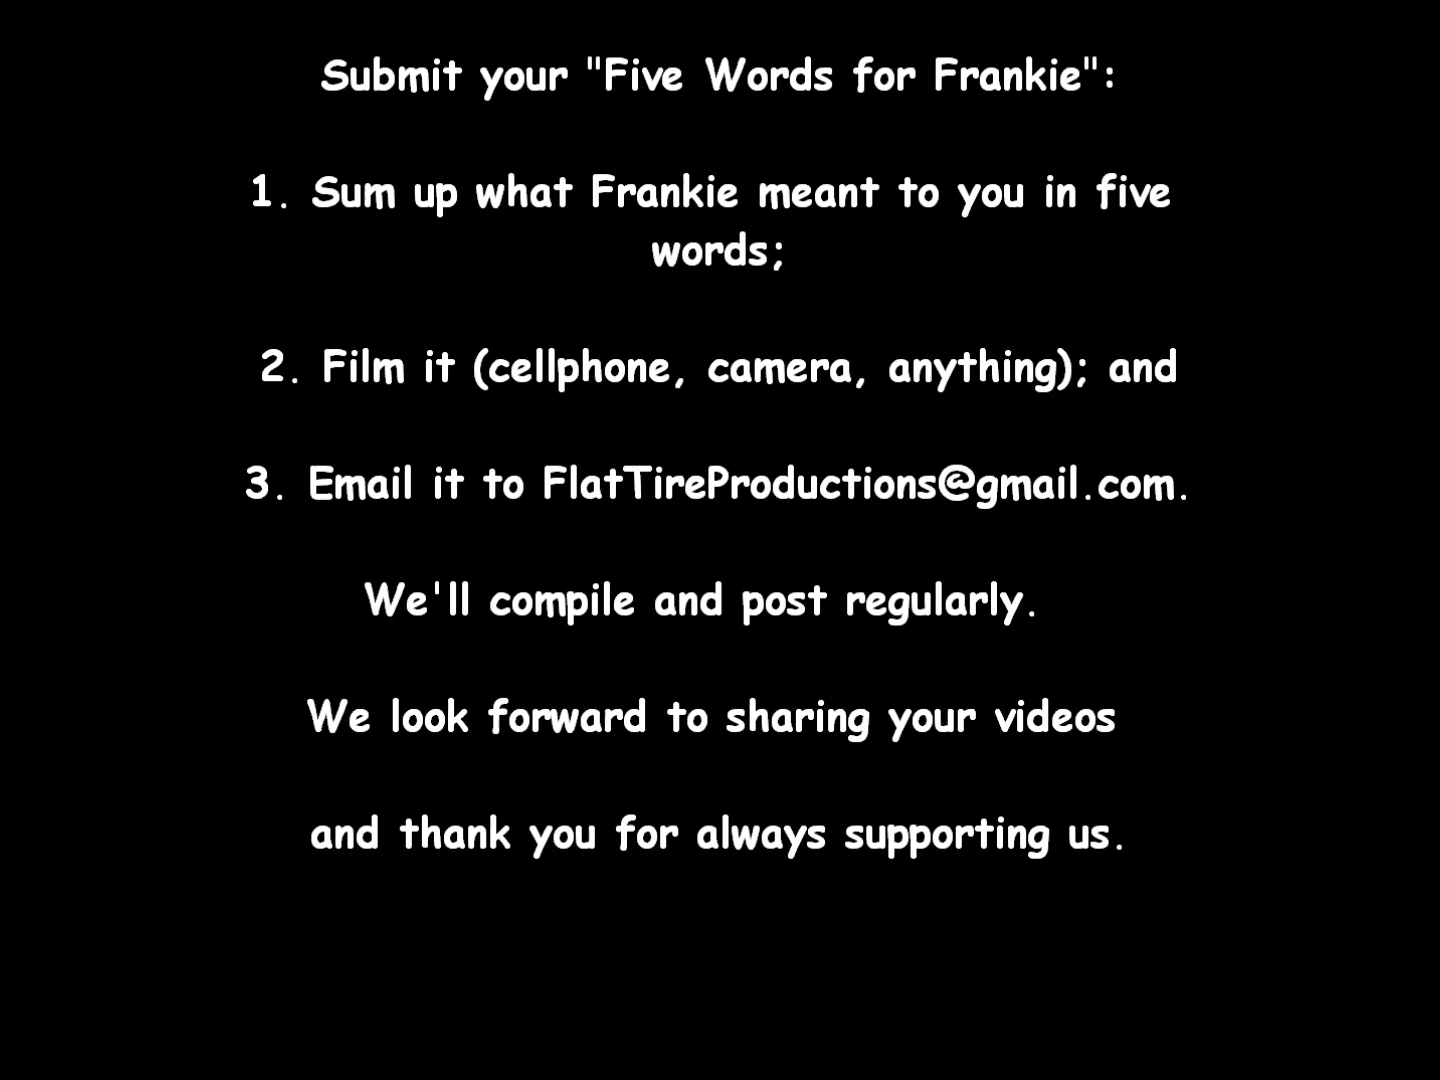 Submit your "Five Words for Frankie":
1. Sum up what Frankie meant to you in five
words;
2. Film it (cellphone, camera, anything); and
3. Email it to FlatTireProductions@gmail.com.
We'll compile and post regularly.
We look forward to sharing your videos
and thank you for always supporting us.